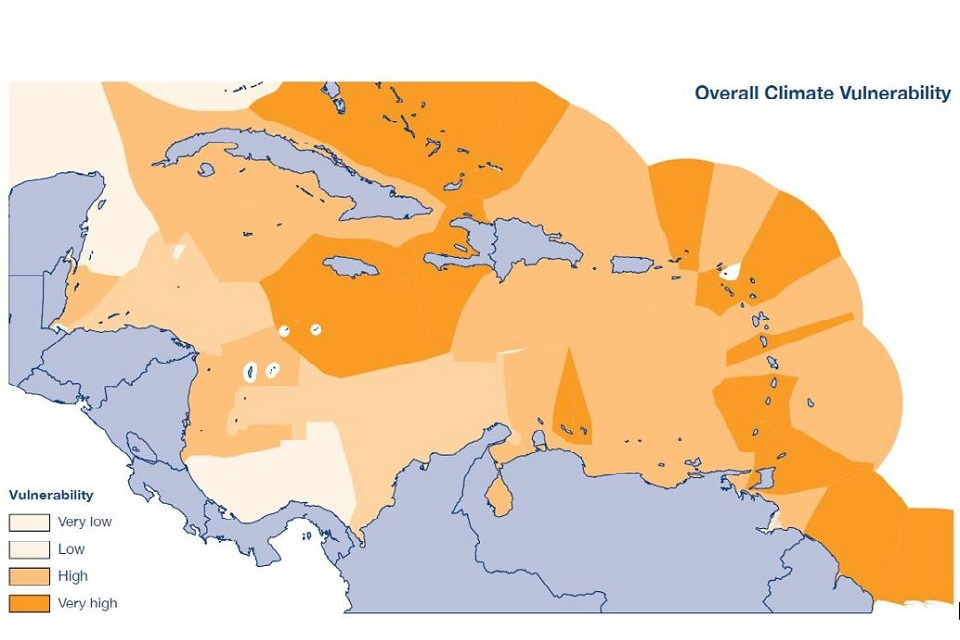 Overall Climate Vulnerability
Vulnerability
Very low
Low
High
Very high